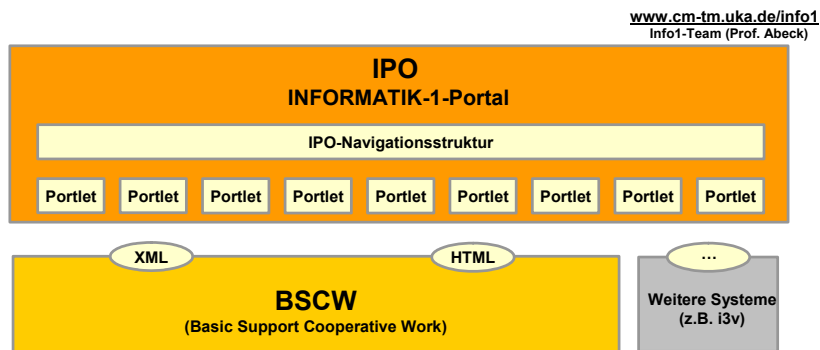 www.cm-tm.uka.de/info1
Info1-Team (Prof. Abeck)
IPO
INFORMATIK-1-Portal
IPO-Navigationsstruktur
Portlet Portlet Portlet Portlet Portlet Portlet Portlet Portlet Portlet
XML HTML ...
BSCW
(Basic Support Cooperative Work)
Weitere Systeme
(z.B. i3v)